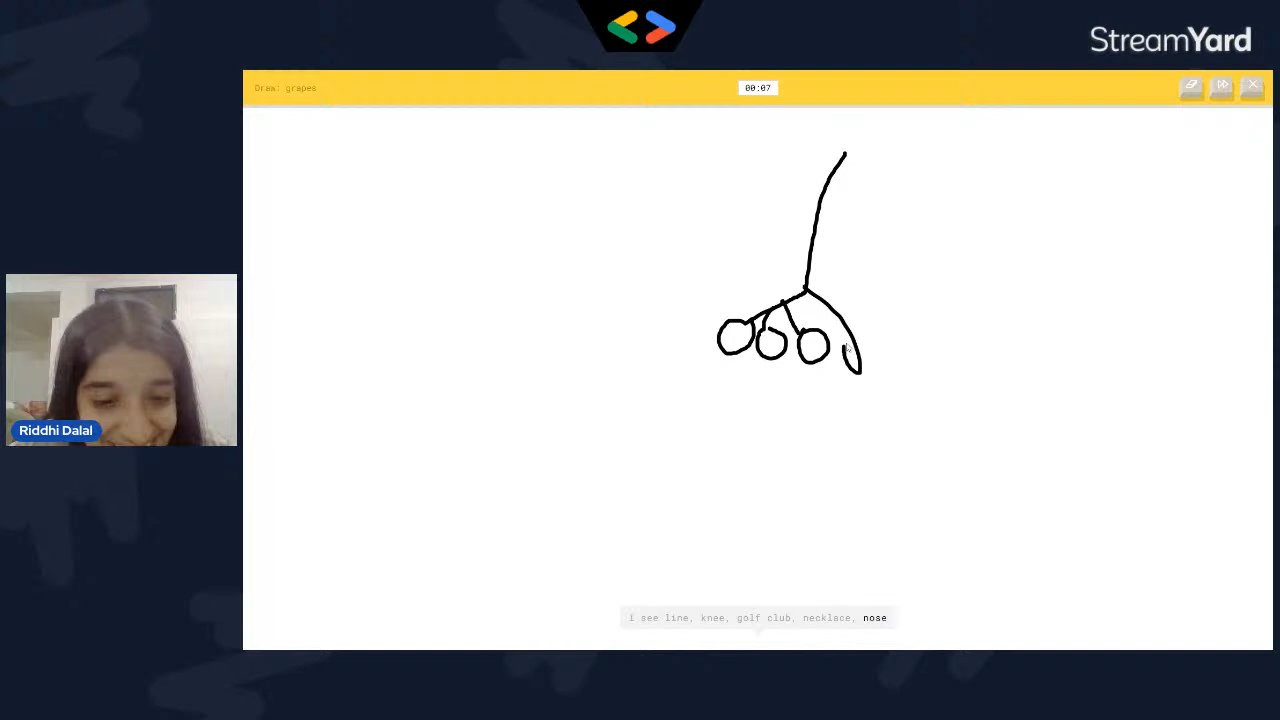 StreamYard
Draw: grapes
00:07
Riddhi Dalal
I see line, knee, golf club, necklace, nose